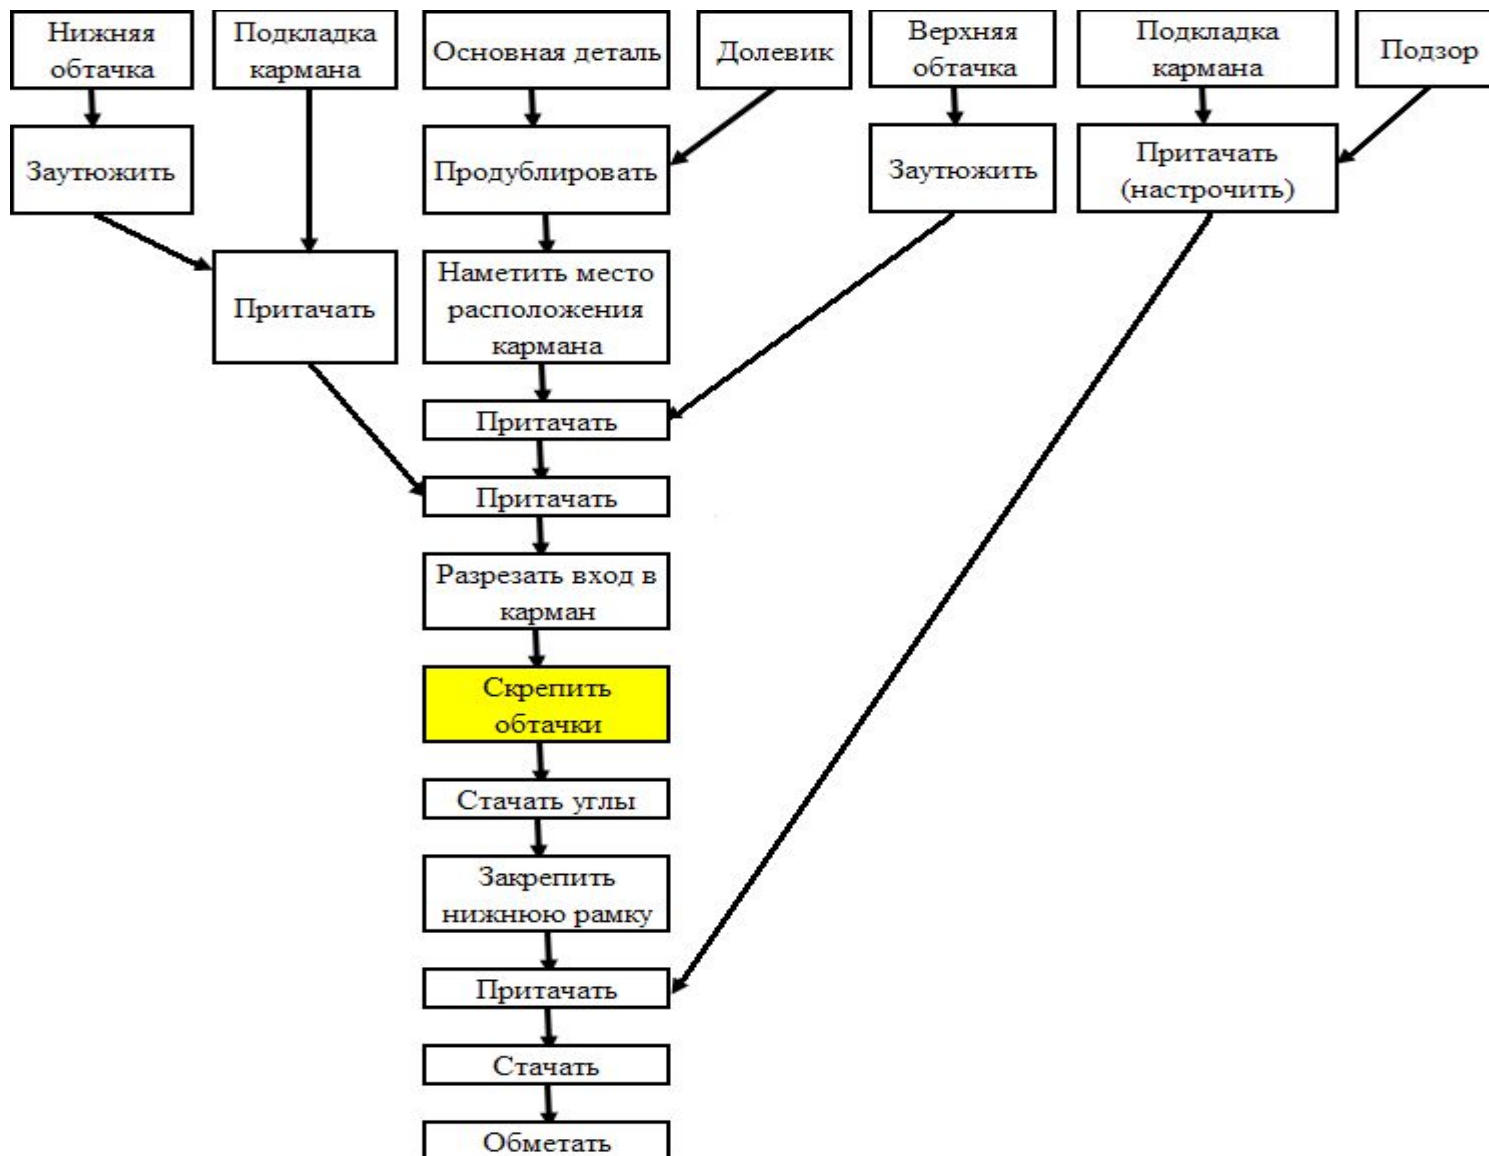 Нижняя
обтачка
Подкладка
кармана
Основная деталь
Долевик
Верхняя
обтачка
Подкладка
кармана
Подзор
Заутюжить
Продублировать
Заутюжить
Притачать
(настрочить)
Притачать
Наметить место
расположения
кармана
Притачать
Притачать
Разрезать вход в
карман
Скрепить
обтачки
Стачать углы
Закрепить
нижнюю рамку
Притачать
Стачать
Обметать